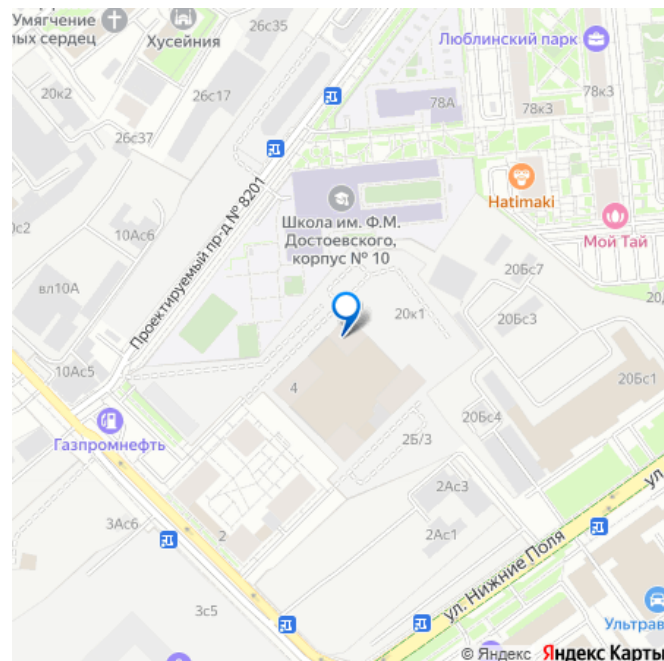 Умягчение
лых сердец
Хусейния
26с35
Люблинский парк
20к2
26с17
78А
78к3
78к3
26с37
Hatimaki
Мой Тай
Школа им. Ф.М.
Достоевского,
корпус № 10
10Ас6
вл10А
Проектируемый пр-д № 8201
20Бс7
20Бс3
20к1
10Ас5
4
20Бс1
20Бс4
Газпромнефть
2Б/3
2Ас3
2Ас1
3Ас6
2
ул. Нижние Поля
ул
3с5
Ультрав
© Яндекс Яндекс Карты